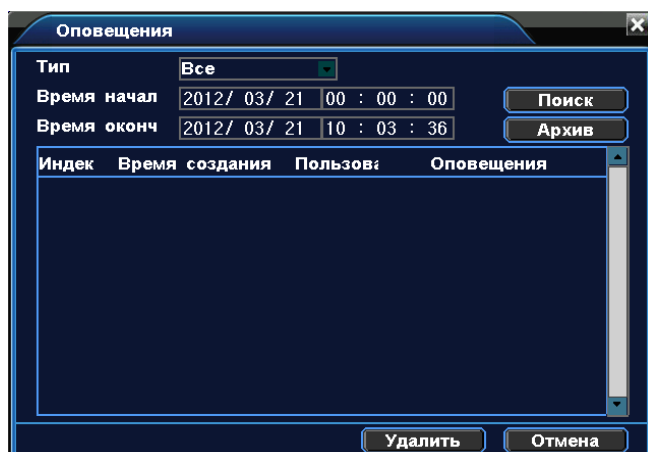 Оповещения
Тип Все
Время начал 2012/ 03/ 21 00 : 00 : 00 Поиск
Время оконч 2012/ 03/ 21 10 : 03 : 36 Архив
Индек Время создания Пользова Оповещения
Удалить Отмена